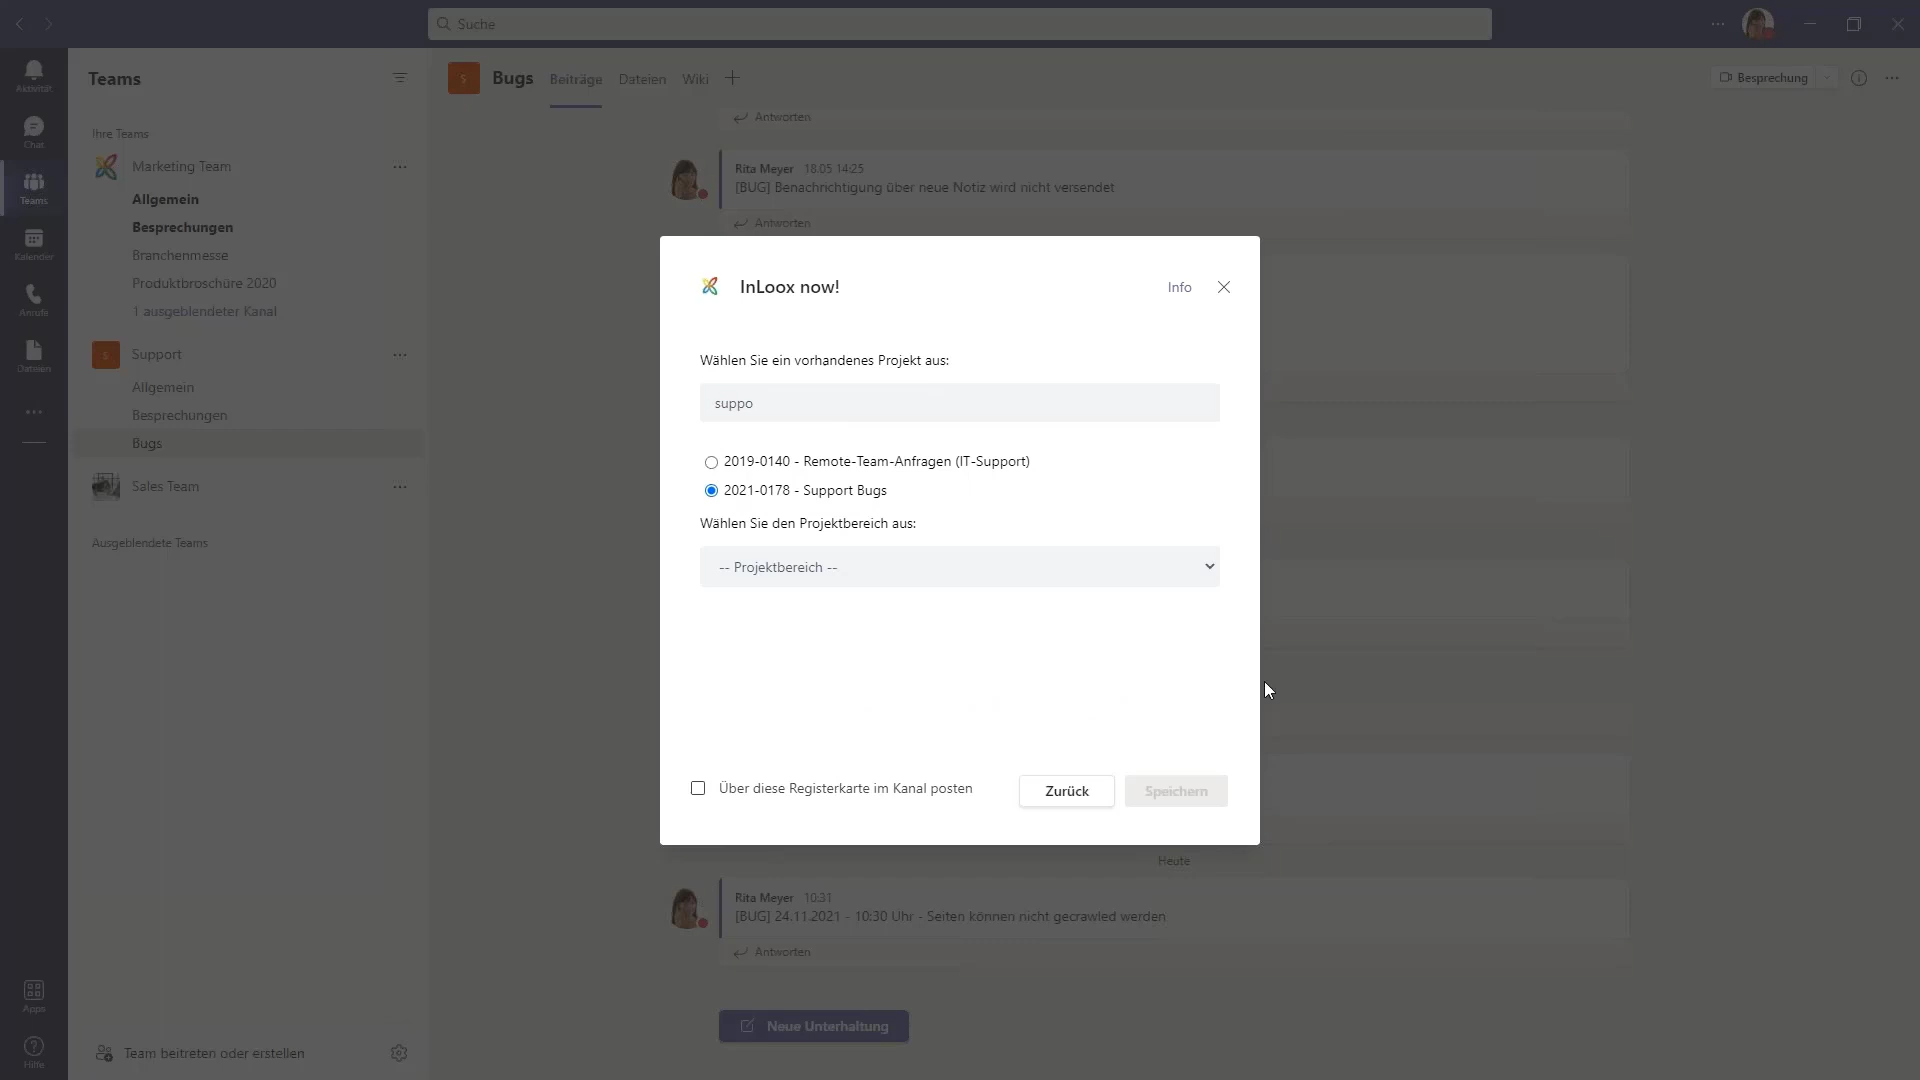 Suche
Aktivität
Chat
Teams
Kalender
Anrufe
Dateien
Apps
Hilfe
Teams
Ihre Teams
Marketing Team
Allgemein
Besprechungen
Branchenmesse
Produktbroschüre 2020
1 ausgeblendeter Kanal
S Support
Allgemein
Besprechungen
Bugs
Sales Team
Ausgeblendete Teams
Team beitreten oder erstellen
S Bugs Beiträge Dateien Wiki
Besprechung
Antworten
Rita Meyer 18.05 14:25
[BUG] Benachrichtigung über neue Notiz wird nicht versendet
Antworten
InLoox now!
Info
Wählen Sie ein vorhandenes Projekt aus:
suppo
2019-0140 - Remote-Team-Anfragen (IT-Support)
2021-0178 - Support Bugs
Wählen Sie den Projektbereich aus:
-- Projektbereich --
Über diese Registerkarte im Kanal posten
Zurück
Speichern
Heute
Rita Meyer 10:31
[BUG] 24.11.2021 - 10:30 Uhr - Seiten können nicht gecrawled werden
Antworten
Neue Unterhaltung